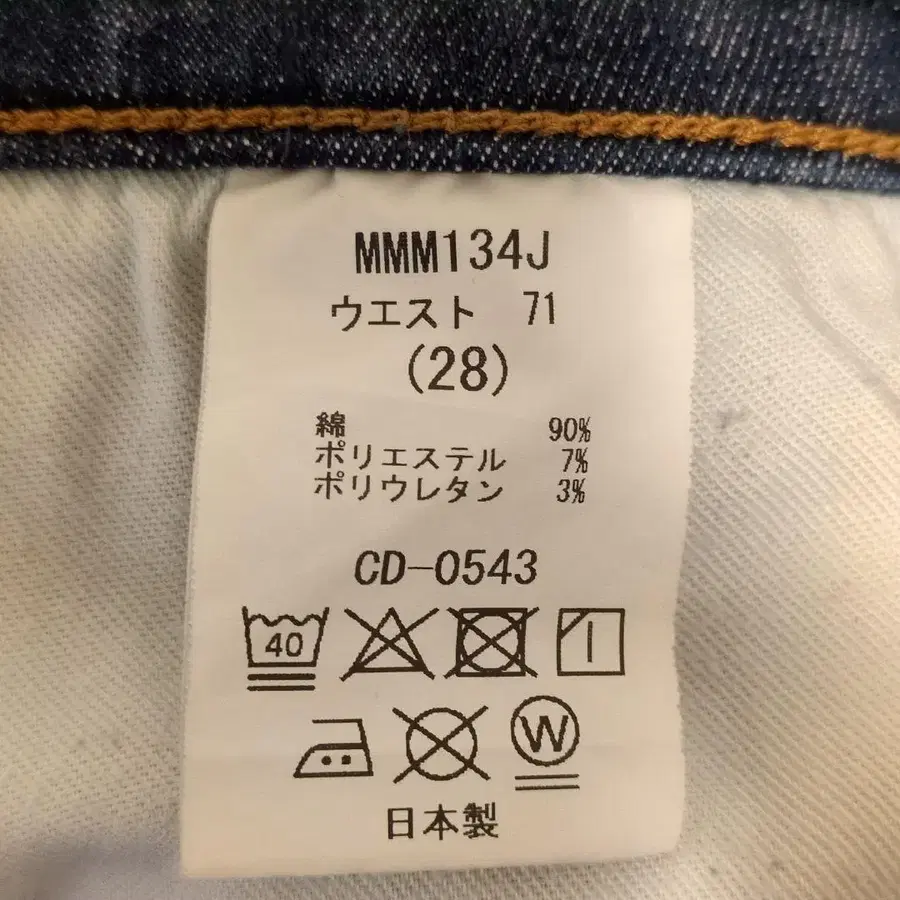 MMM134J
ウエスト 71
(28)
綿 90%
ポリエステル 7%
ポリウレタン 3%
CD-0543
40
W
日本製